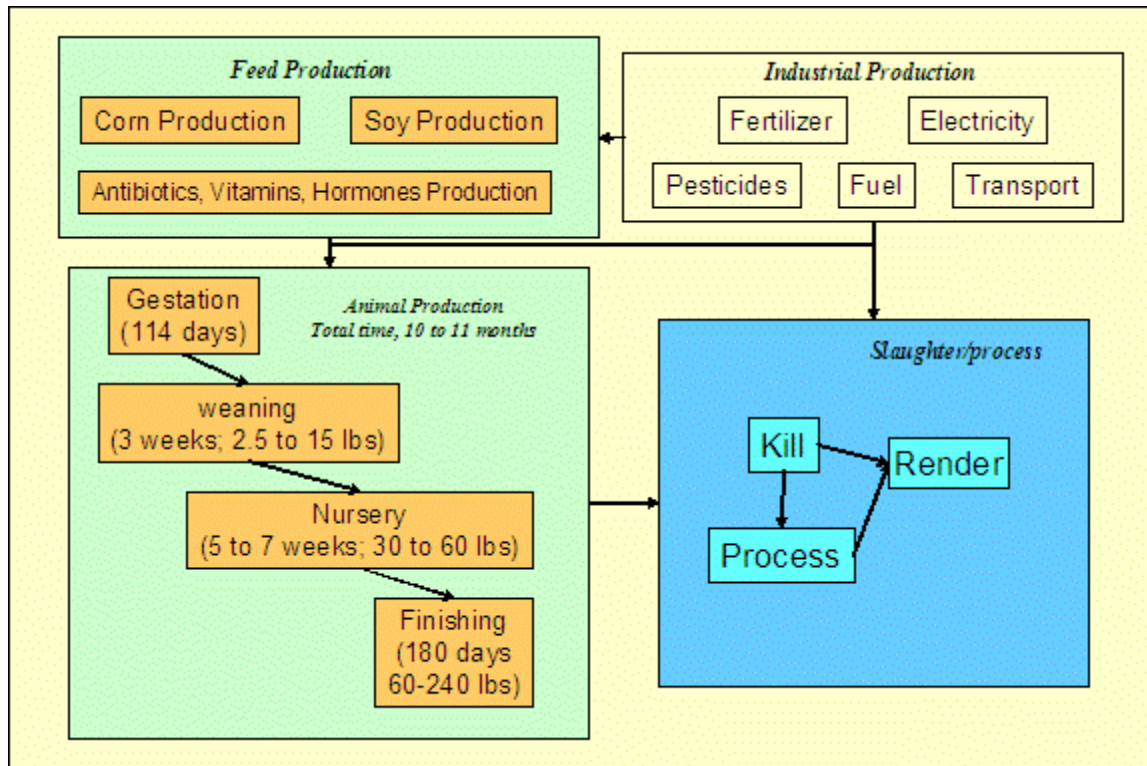 Feed Production
Corn Production
Soy Production
Antibiotics, Vitamins, Hormones Production
Industrial Production
Fertilizer
Electricity
Pesticides
Fuel
Transport
Gestation
(114 days)
Animal Production
Total time, 10 to 11 months
weaning
(3 weeks; 2.5 to 15 lbs)
Nursery
(5 to 7 weeks; 30 to 60 lbs)
Finishing
(180 days
60-240 lbs)
Slaughter/process
Kill
Render
Process